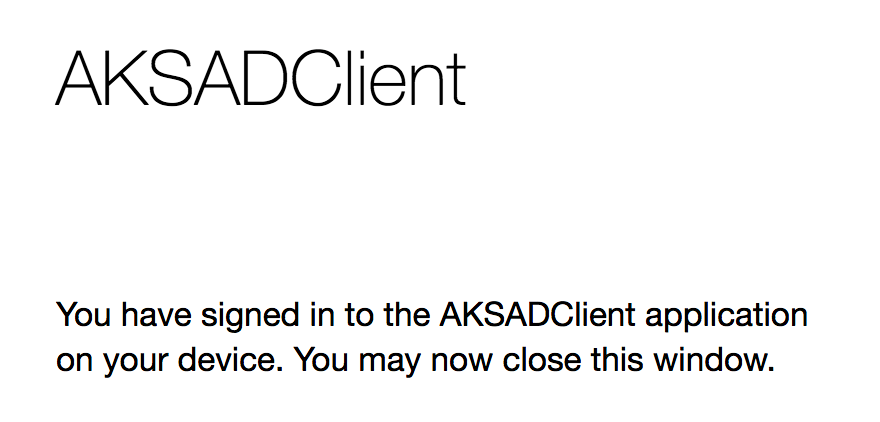 AKSADClient
You have signed in to the AKSADClient application
on your device. You may now close this window.